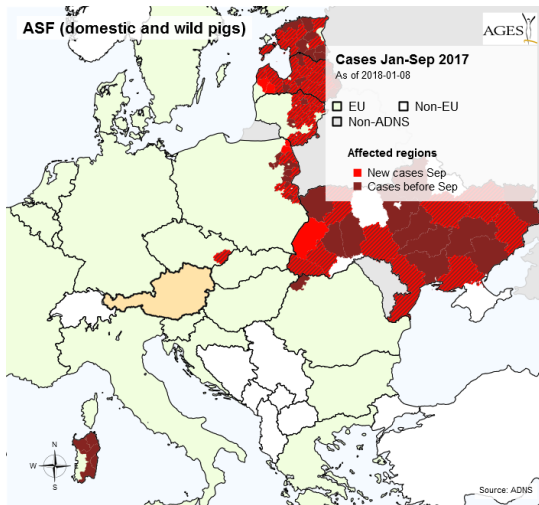 ASF (domestic and wild pigs)
AGES
Cases Jan-Sep 2017
As of 2018-01-08
EU
Non-EU
Non-ADNS
Affected regions
New cases Sep
Cases before Sep
N
W
E
S
Source: ADNS